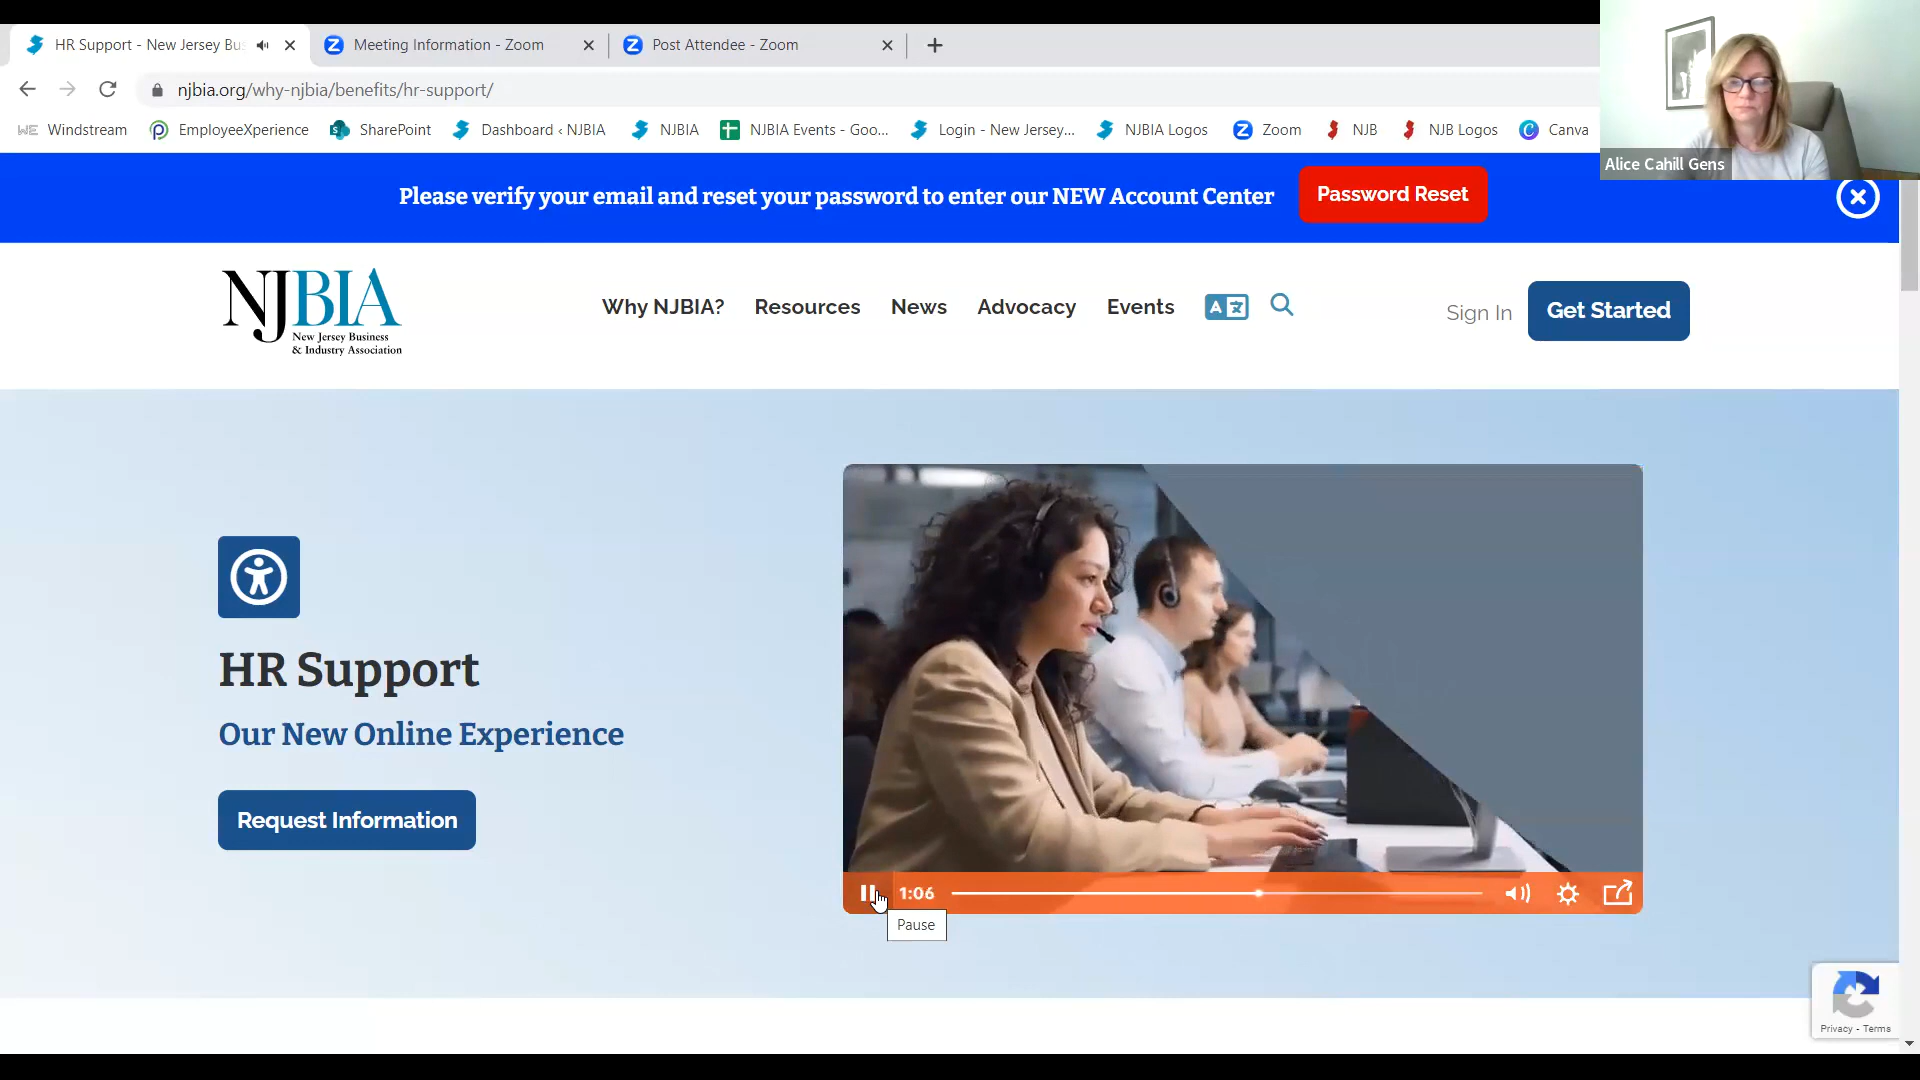 HR Support - New Jersey Bu
Meeting Information - Zoom
Post Attendee - Zoom
njbia.org/why-njbia/benefits/hr-support/
WE Windstream
EmployeeXperience
SharePoint
Dashboard ‹ NJBIA
NJBIA
NJBIA Events - Goo...
Login - New Jersey...
NJBIA Logos
Zoom
NJB
NJB Logos
Canva
Alice Cahill Gens
Please verify your email and reset your password to enter our NEW Account Center
Password Reset
NJBIA
New Jersey Business
& Industry Association
Why NJBIA?
Resources
News
Advocacy
Events
Sign In
Get Started
HR Support
Our New Online Experience
Request Information
1:06
Pause
Privacy - Terms